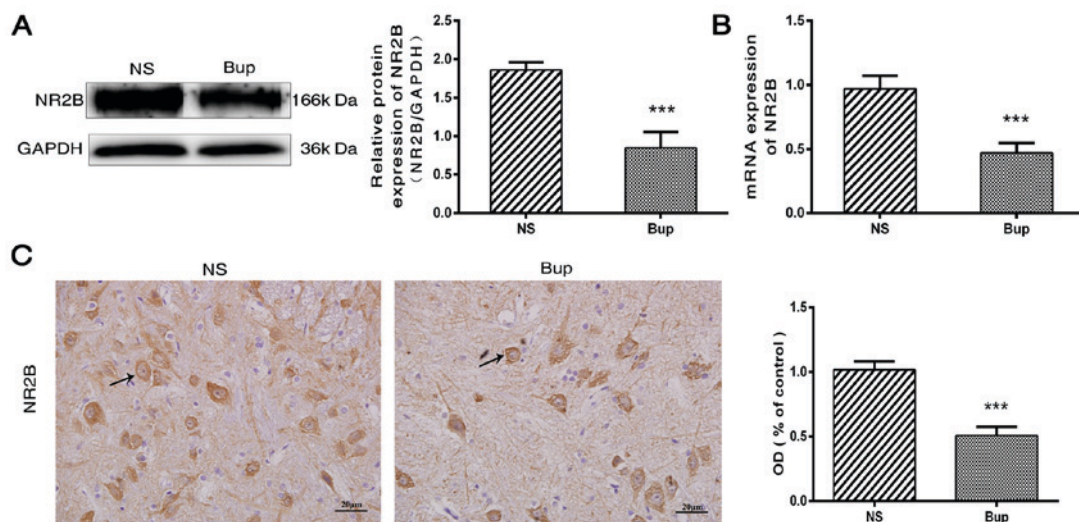 A
NS Bup
NR2B 166k Da
GAPDH 36k Da
Relative protein
expression of NR2B
(NR2B/GAPDH)
2.5
2.0
1.5
1.0
0.5
0.0
***
NS Bup
B
mRNA expression
of NR2B
1.5
1.0
0.5
0.0
***
NS Bup
C
NS Bup
NR2B
20μm
20μm
OD ( % of control)
1.5
1.0
0.5
0.0
***
NS Bup